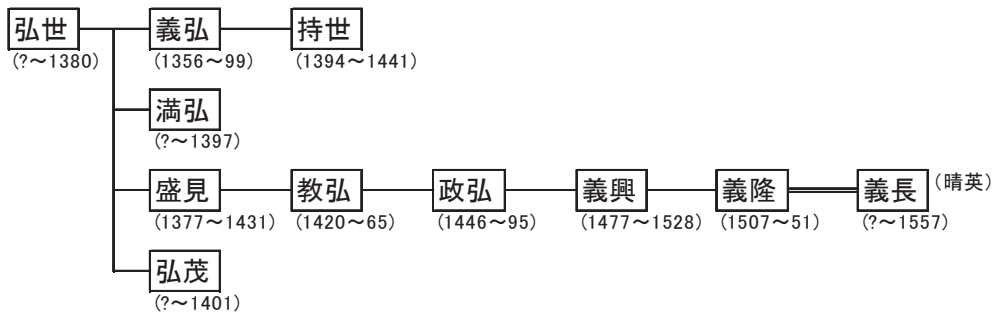 弘世 義弘 持世
(?～1380) (1356～99) (1394～1441)
満弘
(?～1397)
盛見 教弘 政弘 義興 義隆 義長 (晴英)
(1377～1431) (1420～65) (1446～95) (1477～1528) (1507～51) (?～1557)
弘茂
(?～1401)